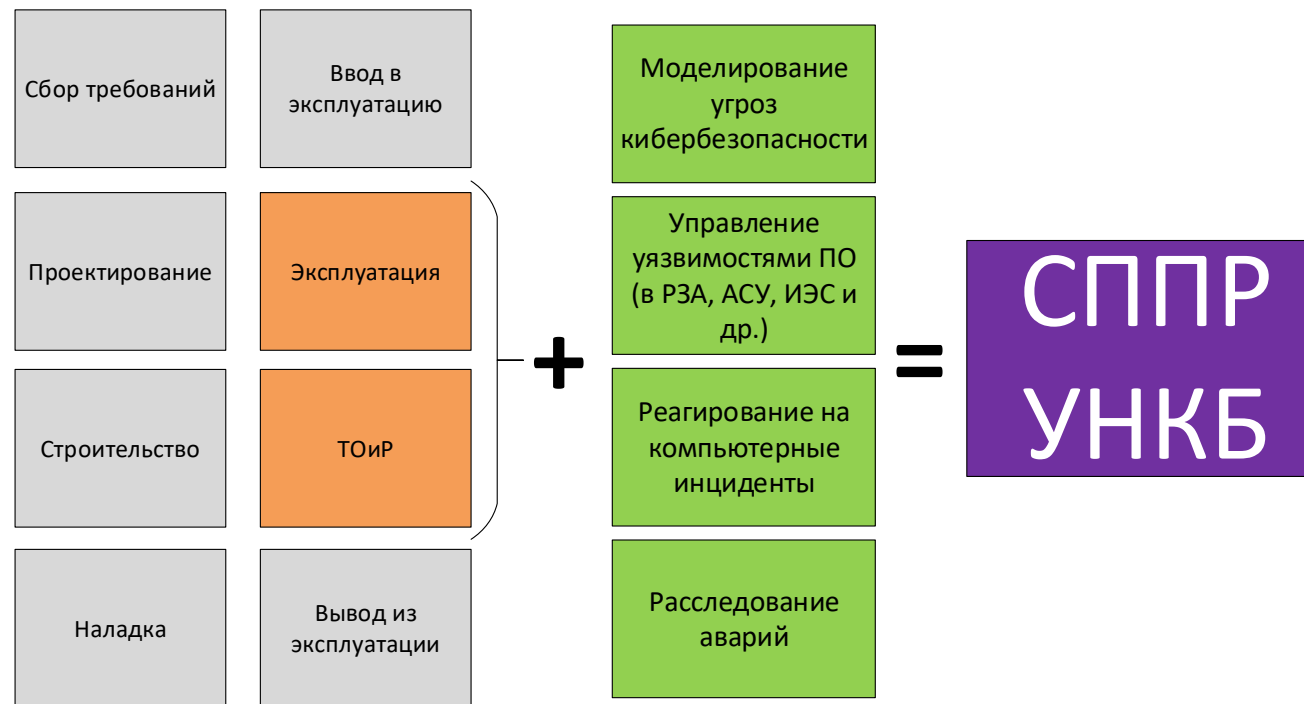 Сбор требований
Ввод в
эксплуатацию
Моделирование
угроз
кибербезопасности
Проектирование
Эксплуатация
Управление
уязвимостями ПО
(в РЗА, АСУ, ИЭС и
др.)
Строительство
ТОиР
Реагирование на
компьютерные
инциденты
Наладка
Вывод из
эксплуатации
Расследование
аварий
+
=
СППР
УНКБ